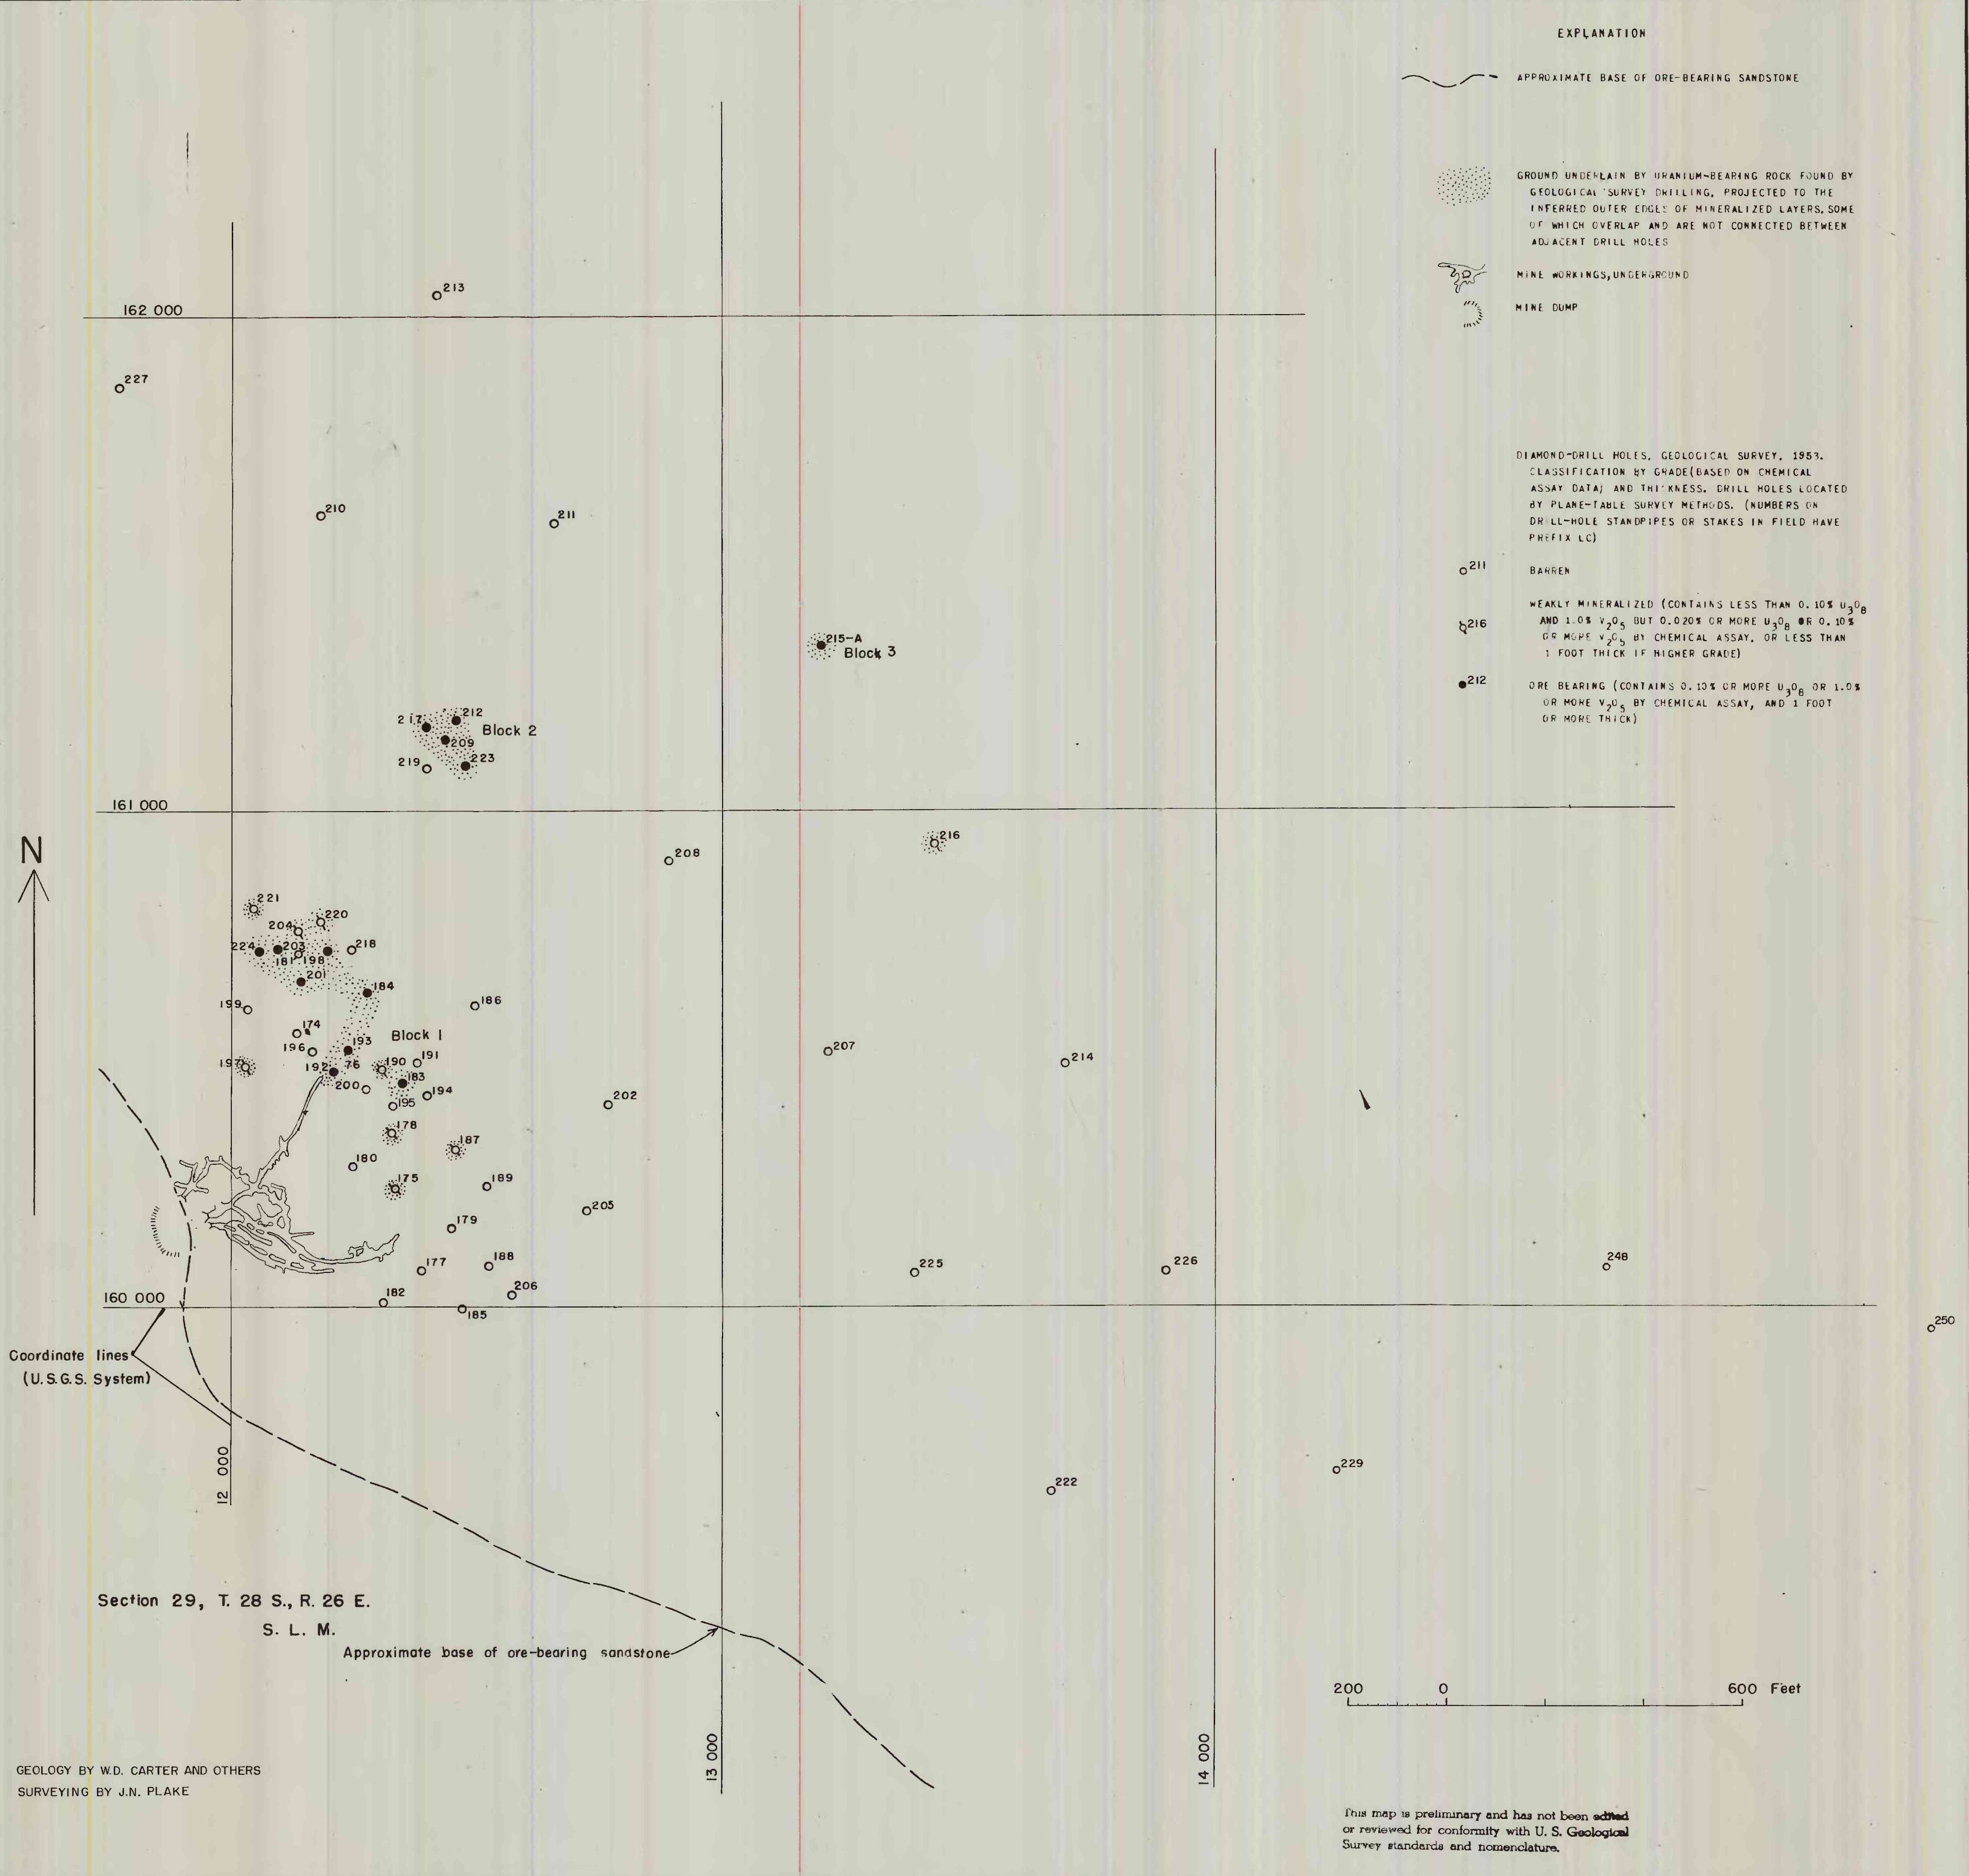 EXPLANATION
APPROXIMATE BASE OF ORE-BEARING SANDSTONE
GROUND UNDERLAIN BY URANIUM-BEARING ROCK FOUND BY
GEOLOGICAL SURVEY DRILLING, PROJECTED TO THE
INFERRED OUTER EDGES OF MINERALIZED LAYERS, SOME
OF WHICH OVERLAP AND ARE NOT CONNECTED BETWEEN
ADJACENT DRILL HOLES
MINE WORKINGS, UNDERGROUND
MINE DUMP
DIAMOND-DRILL HOLES, GEOLOGICAL SURVEY, 1953.
CLASSIFICATION BY GRADE (BASED ON CHEMICAL
ASSAY DATA) AND THICKNESS. DRILL HOLES LOCATED
BY PLANE-TABLE SURVEY METHODS. (NUMBERS ON
DRILL-HOLE STANDPIPES OR STAKES IN FIELD HAVE
PREFIX LC)
211 BARREN
WEAKLY MINERALIZED (CONTAINS LESS THAN 0.10% U3O8
216 AND 1.0% V2O5 BUT 0.020% OR MORE U3O8 OR 0.10%
OR MORE V2O5 BY CHEMICAL ASSAY, OR LESS THAN
1 FOOT THICK IF HIGHER GRADE)
212 ORE BEARING (CONTAINS 0.10% OR MORE U3O8 OR 1.0%
OR MORE V2O5 BY CHEMICAL ASSAY, AND 1 FOOT
OR MORE THICK)
213
162 000
227
210
211
215-A
Block 3
212
217
Block 2
209
223
219
161 000
N
216
208
221
220
204
224
203
218
181
198
201
184
186
199
174
Block 1
193
196
207
191
214
190
197
192
76
183
200
194
195
202
178
187
180
175
189
205
179
188
177
225
226
248
206
182
160 000
185
250
Coordinate lines
(U.S.G.S. System)
12 000
229
222
Section 29, T. 28 S., R. 26 E.
S. L. M.
Approximate base of ore-bearing sandstone
200 0 600 Feet
13 000
14 000
GEOLOGY BY W.D. CARTER AND OTHERS
SURVEYING BY J.N. PLAKE
This map is preliminary and has not been edited
or reviewed for conformity with U. S. Geological
Survey standards and nomenclature.